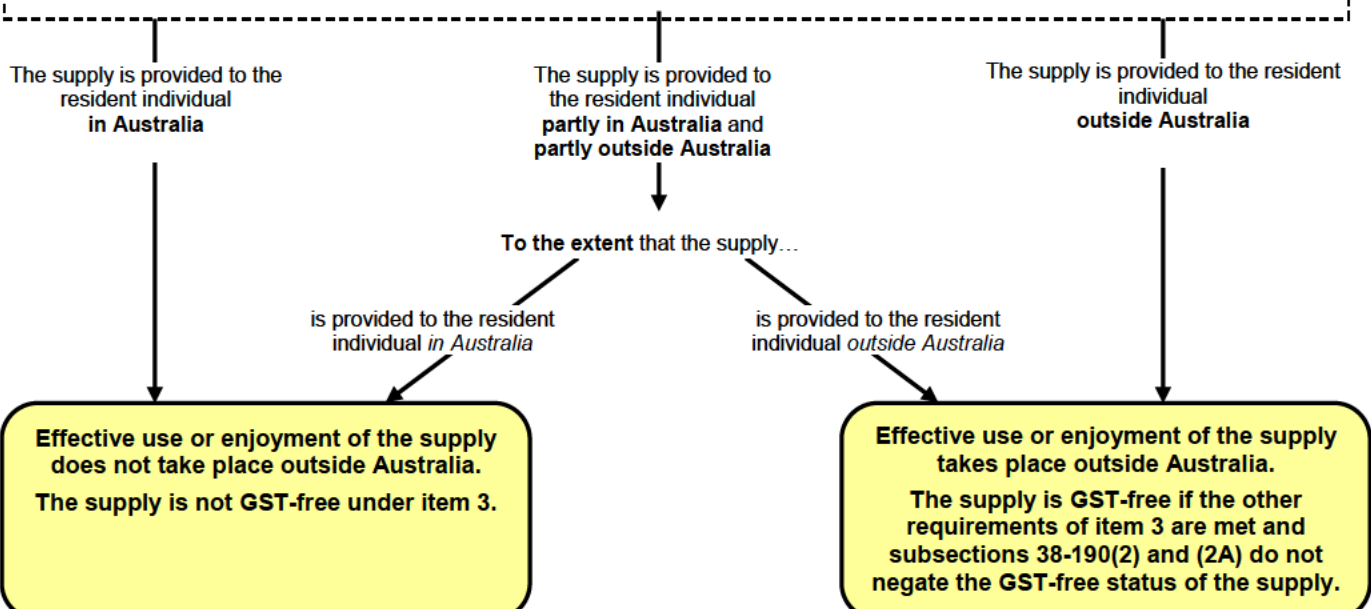 The supply is provided to the
resident individual
in Australia
The supply is provided to
the resident individual
partly in Australia and
partly outside Australia
The supply is provided to the resident
individual
outside Australia
To the extent that the supply…
is provided to the resident
individual in Australia
is provided to the resident
individual outside Australia
Effective use or enjoyment of the supply
does not take place outside Australia.
The supply is not GST-free under item 3.
Effective use or enjoyment of the supply
takes place outside Australia.
The supply is GST-free if the other
requirements of item 3 are met and
subsections 38-190(2) and (2A) do not
negate the GST-free status of the supply.